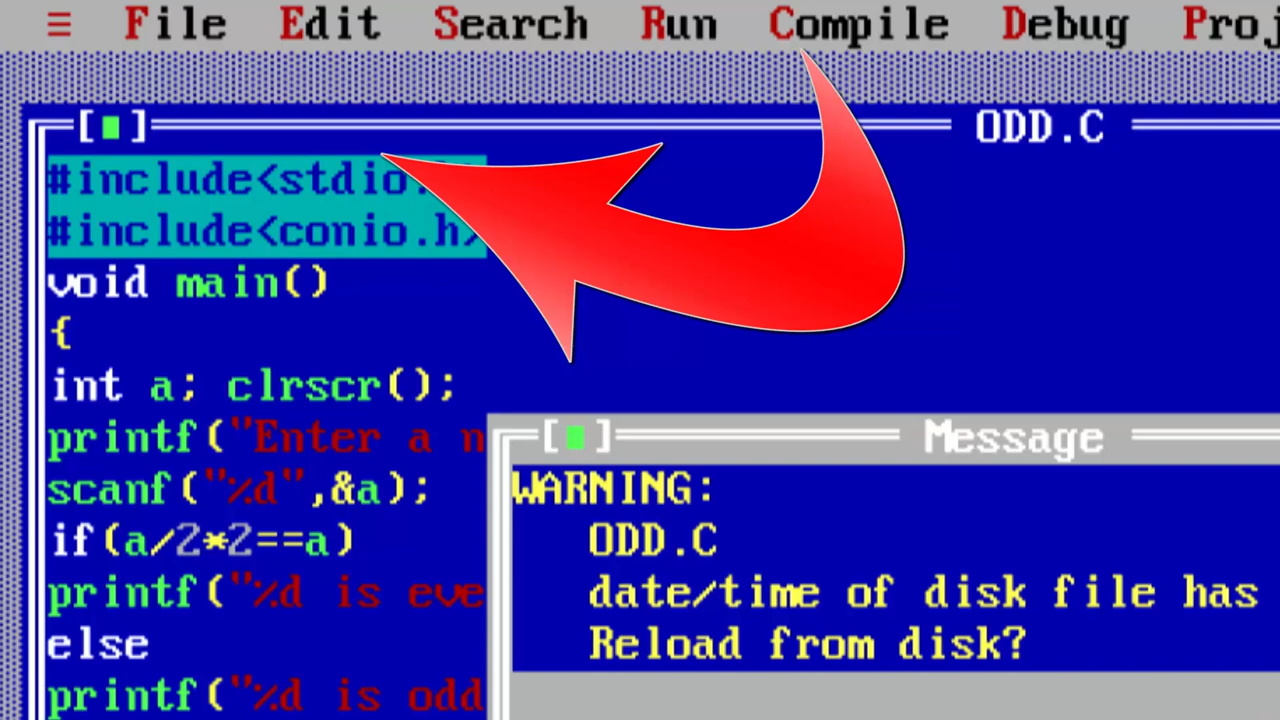 ≡ File Edit Search Run Compile Debug Proj
[■] ODD.C
#include<stdio.
#include<conio.h>
void main()
{
int a; clrscr();
printf("Enter a n
scanf("%d",&a);
if(a/2*2==a)
printf("%d is eve
else
printf("%d is odd
[■] Message
WARNING:
ODD.C
date/time of disk file has
Reload from disk?